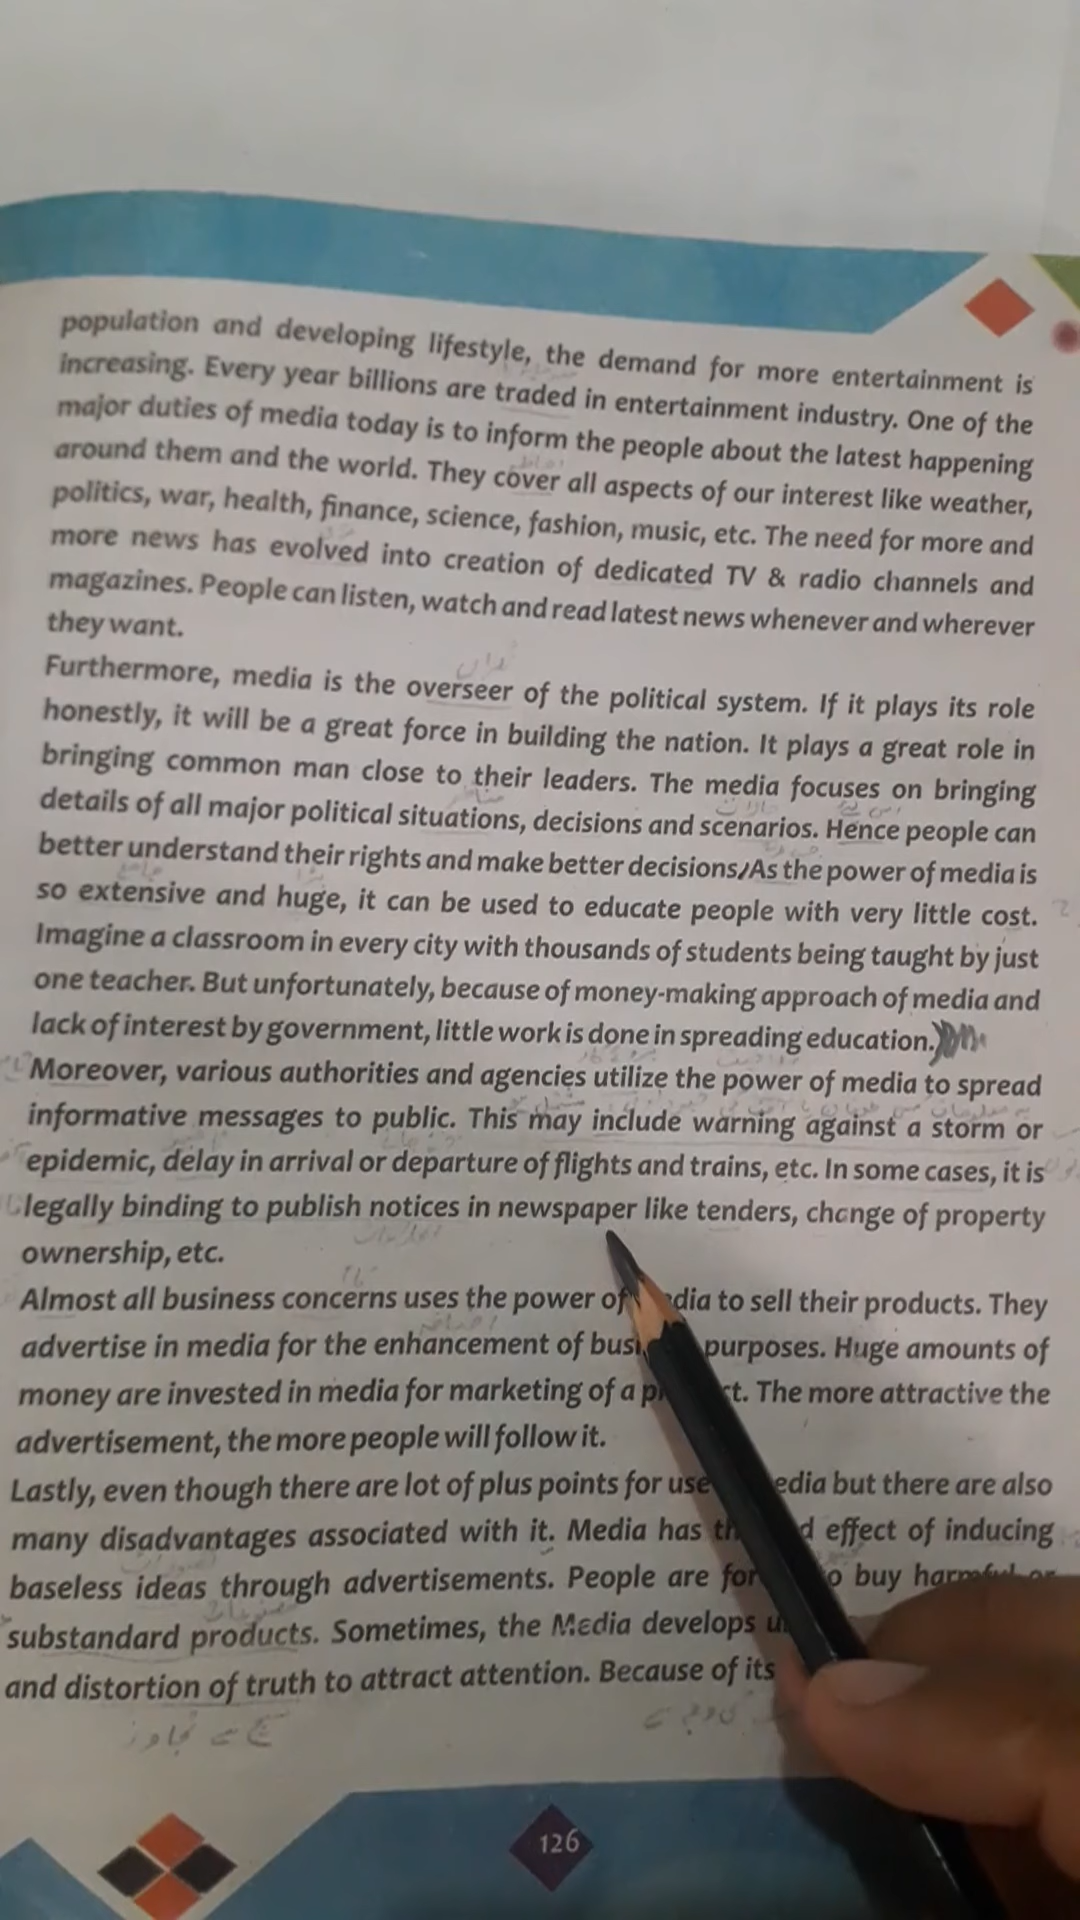 population and developing lifestyle, the demand for more entertainment is
increasing. Every year billions are traded in entertainment industry. One of the
major duties of media today is to inform the people about the latest happening
around them and the world. They cover all aspects of our interest like weather,
politics, war, health, finance, science, fashion, music, etc. The need for more and
more news has evolved into creation of dedicated TV & radio channels and
magazines. People can listen, watch and read latest news whenever and wherever
they want.
Furthermore, media is the overseer of the political system. If it plays its role
honestly, it will be a great force in building the nation. It plays a great role in
bringing common man close to their leaders. The media focuses on bringing
details of all major political situations, decisions and scenarios. Hence people can
better understand their rights and make better decisions. As the power of media is
so extensive and huge, it can be used to educate people with very little cost.
Imagine a classroom in every city with thousands of students being taught by just
one teacher. But unfortunately, because of money-making approach of media and
lack of interest by government, little work is done in spreading education.
Moreover, various authorities and agencies utilize the power of media to spread
informative messages to public. This may include warning against a storm or
epidemic, delay in arrival or departure of flights and trains, etc. In some cases, it is
legally binding to publish notices in newspaper like tenders, change of property
ownership, etc.
Almost all business concerns uses the power of to sell their products. They
advertise in media for the enhancement of purposes. Huge amounts of
money are invested in media for marketing of a The more attractive the
advertisement, the more people will follow it.
Lastly, even though there are lot of plus points for use but there are also
many disadvantages associated with it. Media has effect of inducing
baseless ideas through advertisements. People are buy
substandard products. Sometimes, the Media develops
and distortion of truth to attract attention. Because of its
سچ سے تجاوز
کی وجہ سے
126